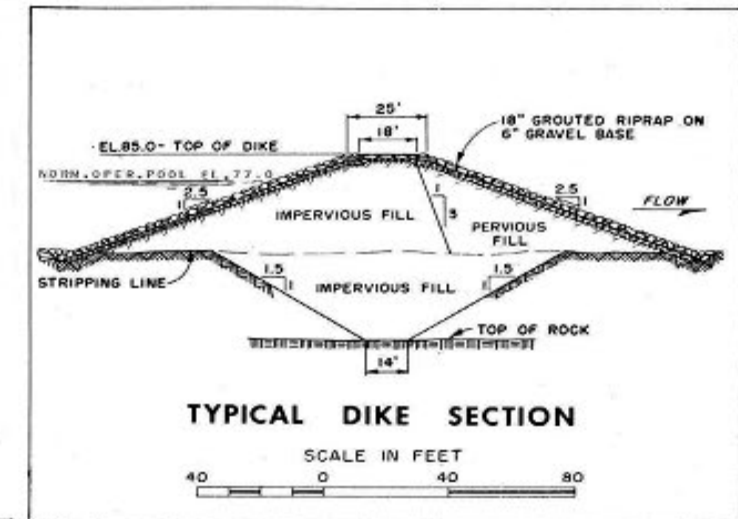 25'
18'
18" GROUTED RIPRAP ON
6" GRAVEL BASE
EL.85.0- TOP OF DIKE
NORM.OPER.POOL EL.77.0
2.5
1
1
3
2.5
1
FLOW
IMPERVIOUS FILL
PERVIOUS
FILL
STRIPPING LINE
1.5
1
IMPERVIOUS FILL
1.5
1
TOP OF ROCK
14'
TYPICAL DIKE SECTION
SCALE IN FEET
40 0 40 80